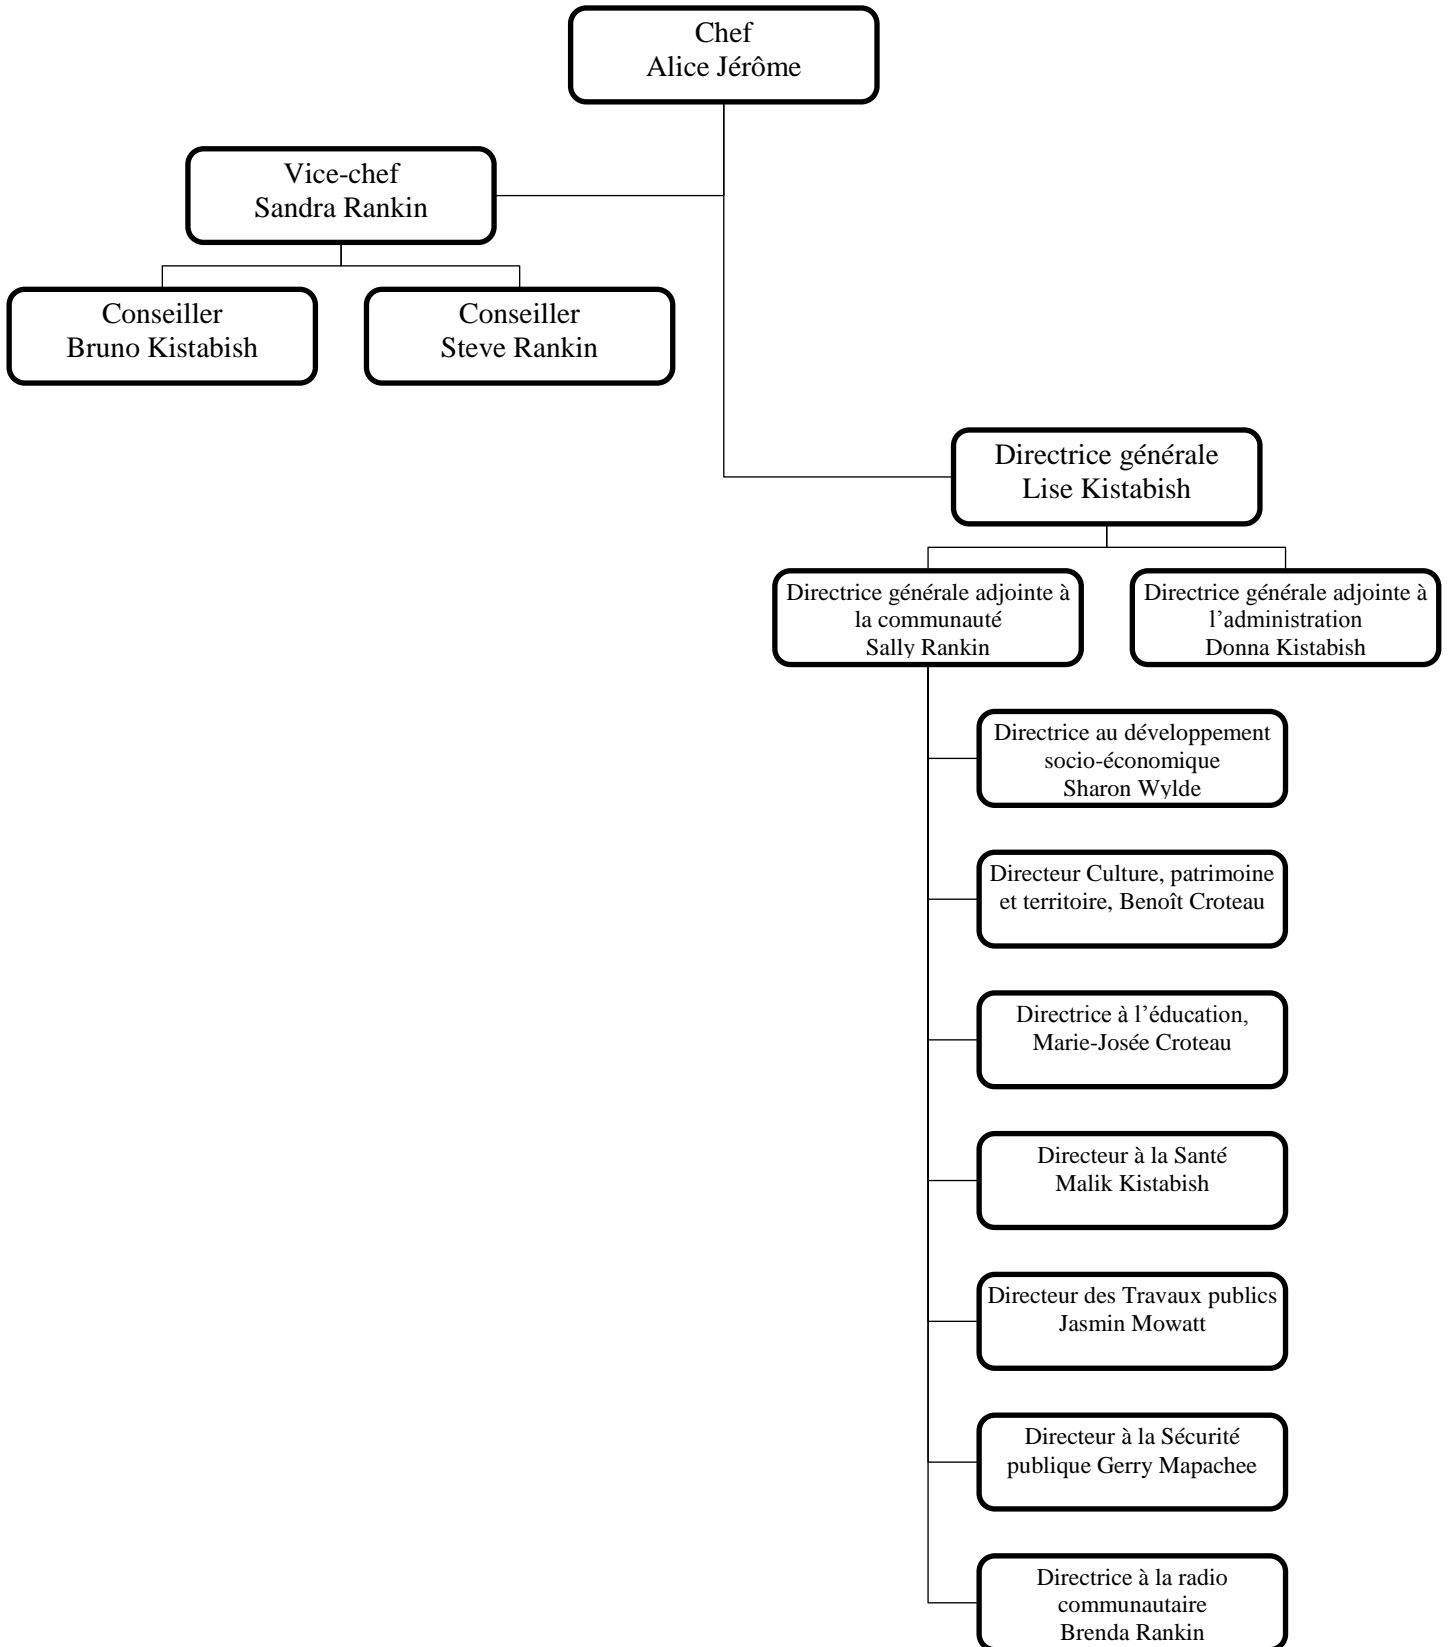 Chef
Alice Jérôme
Vice-chef
Sandra Rankin
Conseiller
Bruno Kistabish
Conseiller
Steve Rankin
Directrice générale
Lise Kistabish
Directrice générale adjointe à
la communauté
Sally Rankin
Directrice générale adjointe à
l’administration
Donna Kistabish
Directrice au développement
socio-économique
Sharon Wylde
Directeur Culture, patrimoine
et territoire, Benoît Croteau
Directrice à l’éducation,
Marie-Josée Croteau
Directeur à la Santé
Malik Kistabish
Directeur des Travaux publics
Jasmin Mowatt
Directeur à la Sécurité
publique Gerry Mapachee
Directrice à la radio
communautaire
Brenda Rankin